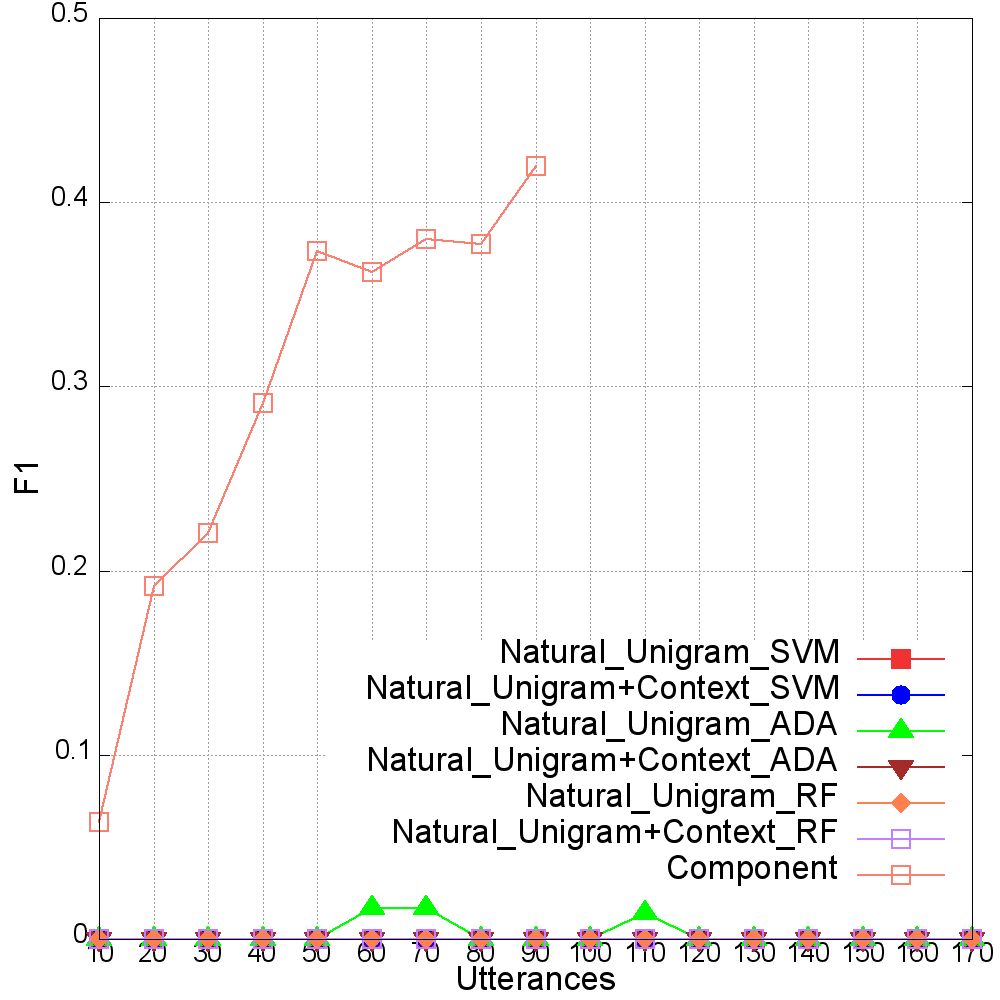 0.5
0.4
0.3
0.2
0.1
0
F1
Natural_Unigram_SVM
Natural_Unigram+Context_SVM
Natural_Unigram_ADA
Natural_Unigram+Context_ADA
Natural_Unigram_RF
Natural_Unigram+Context_RF
Component
10 20 30 40 50 60 70 80 90 100 110 120 130 140 150 160 170
Utterances